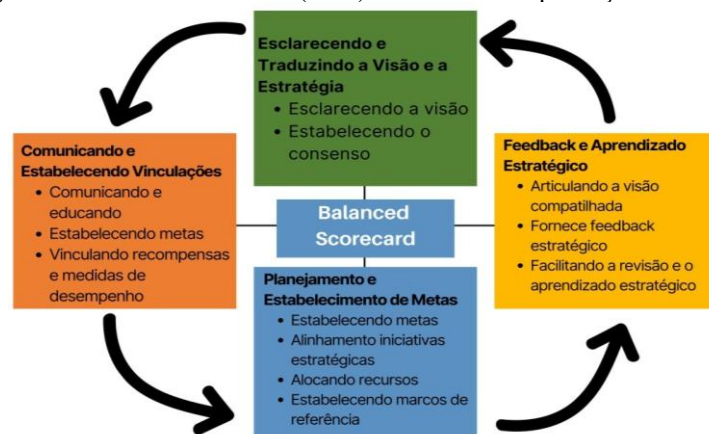 Esclarecendo e
Traduzindo a Visão e a
Estratégia
• Esclarecendo a visão
• Estabelecendo o
consenso
Comunicando e
Estabelecendo Vinculações
• Comunicando e
educando
• Estabelecendo metas
• Vinculando recompensas
e medidas de
desempenho
Balanced
Scorecard
Feedback e Aprendizado
Estratégico
• Articulando a visão
compatilhada
• Fornece feedback
estratégico
• Facilitando a revisão e o
aprendizado estratégico
Planejamento e
Estabelecimento de Metas
• Estabelecendo metas
• Alinhamento iniciativas
estratégicas
• Alocando recursos
• Estabelecendo marcos de
referência